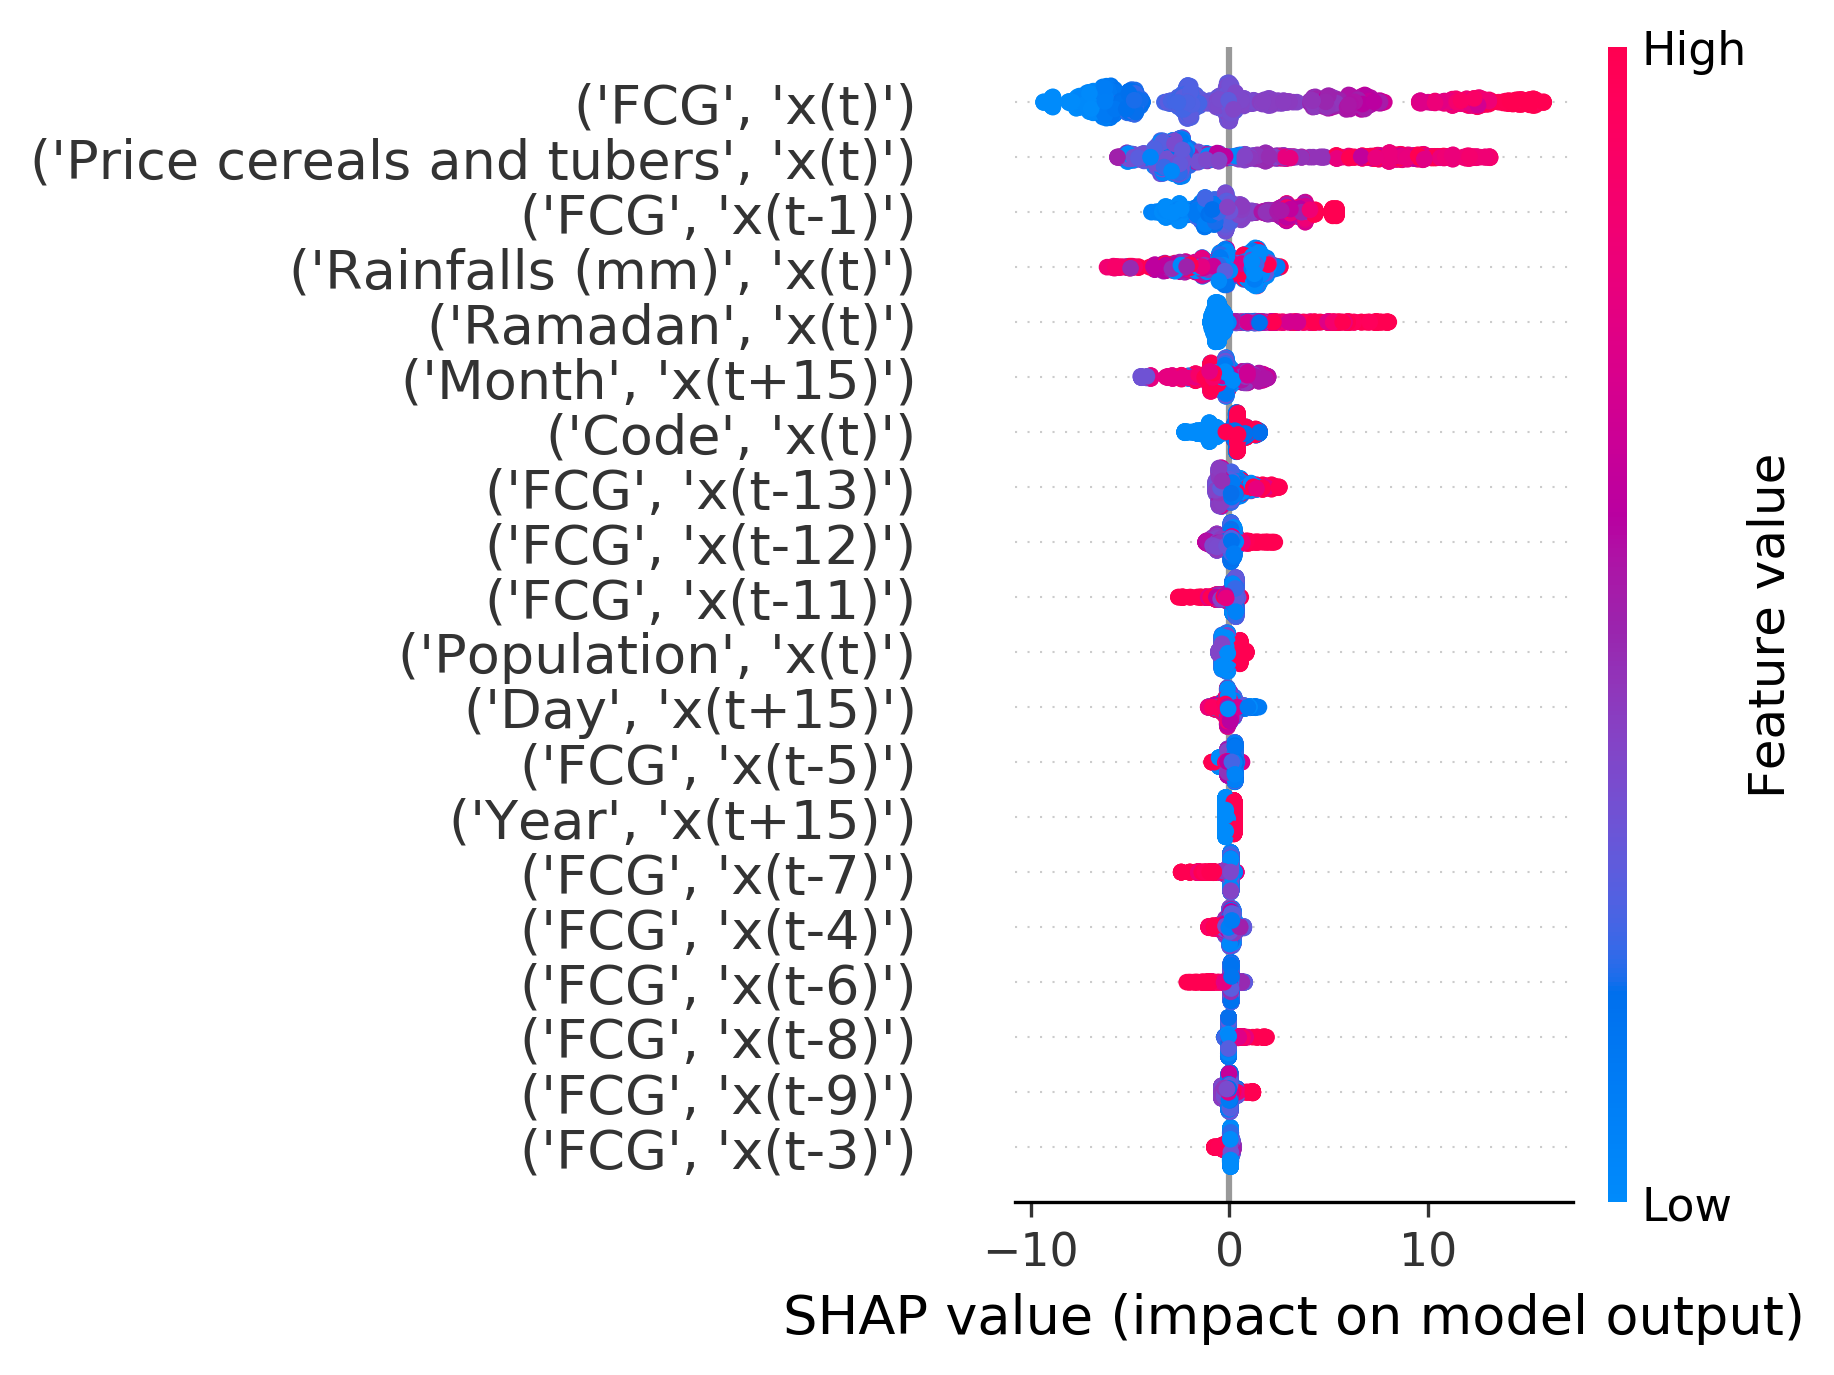 High
('FCG', 'x(t)')
('Price cereals and tubers', 'x(t)')
('FCG', 'x(t-1)')
('Rainfalls (mm)', 'x(t)')
('Ramadan', 'x(t)')
('Month', 'x(t+15)')
('Code', 'x(t)')
('FCG', 'x(t-13)')
('FCG', 'x(t-12)')
('FCG', 'x(t-11)')
('Population', 'x(t)')
('Day', 'x(t+15)')
('FCG', 'x(t-5)')
('Year', 'x(t+15)')
('FCG', 'x(t-7)')
('FCG', 'x(t-4)')
('FCG', 'x(t-6)')
('FCG', 'x(t-8)')
('FCG', 'x(t-9)')
('FCG', 'x(t-3)')
Feature value
Low
−10 0 10
SHAP value (impact on model output)